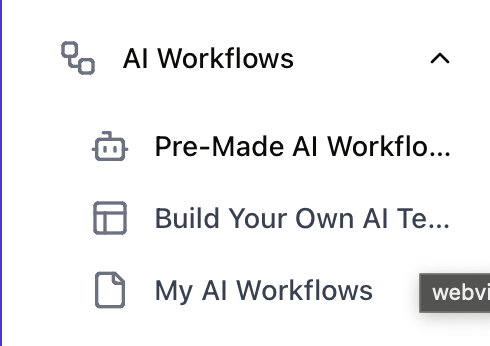 AI Workflows
Pre-Made AI Workflo...
Build Your Own AI Te...
My AI Workflows
webvi